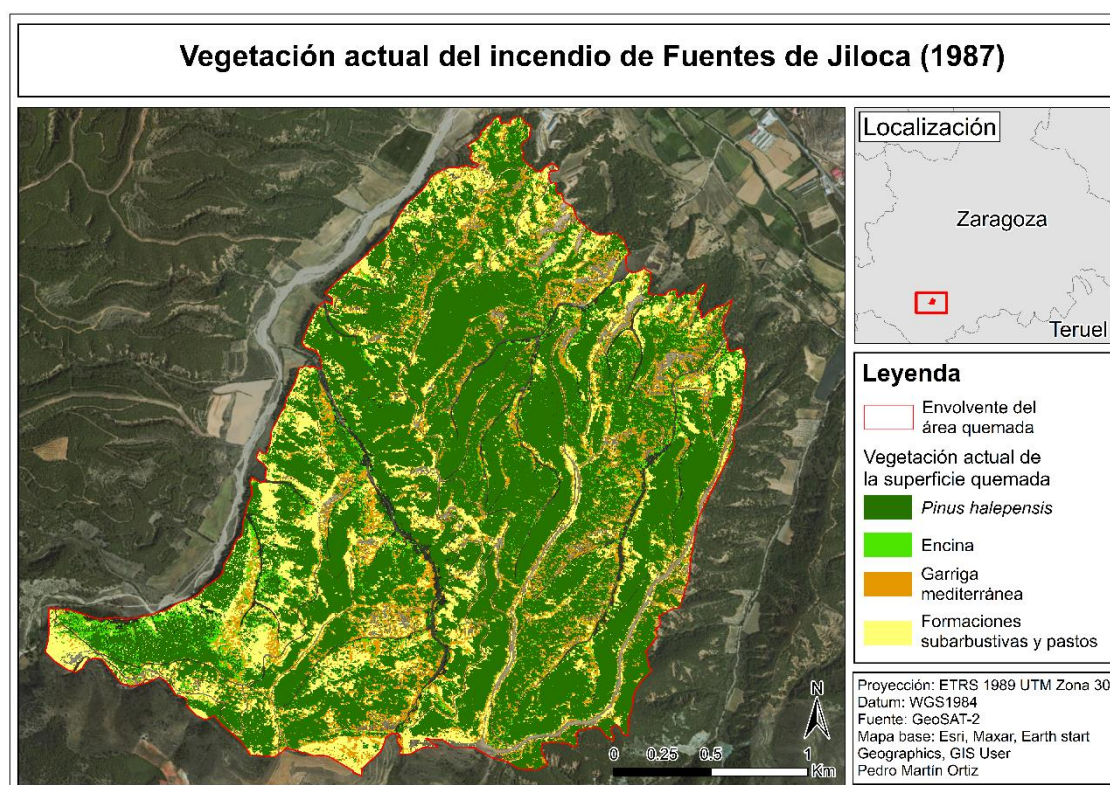 Vegetación actual del incendio de Fuentes de Jiloca (1987)
Localización
Zaragoza
Teruel
Leyenda
Envolvente del
área quemada
Vegetación actual de
la superficie quemada
Pinus halepensis
Encina
Garriga
mediterránea
Formaciones
subarbustivas y pastos
N
0 0.25 0.5 1
Km
Proyección: ETRS 1989 UTM Zona 30
Datum: WGS1984
Fuente: GeoSAT-2
Mapa base: Esri, Maxar, Earth start
Geographics, GIS User
Pedro Martín Ortiz